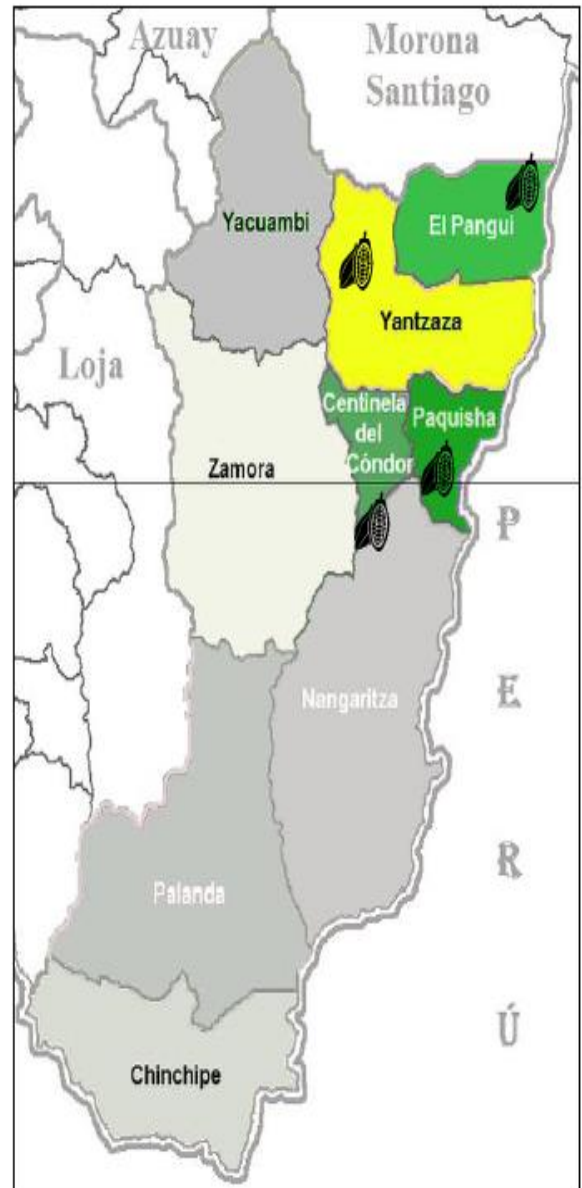 Azuay
Morona
Santiago
Yacuambi
El Pangui
Yantzaza
Loja
Centinela
del
Cóndor
Paquisha
Zamora
P
Nangaritza
E
R
Palanda
Ú
Chinchipe